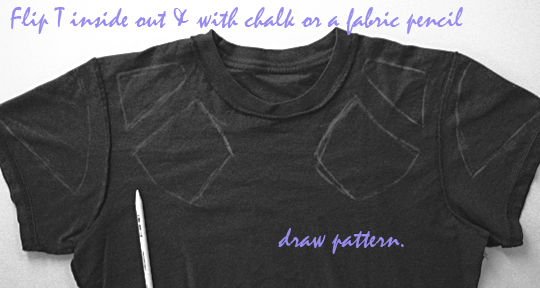 Flip T inside out & with chalk or a fabric pencil
draw pattern.